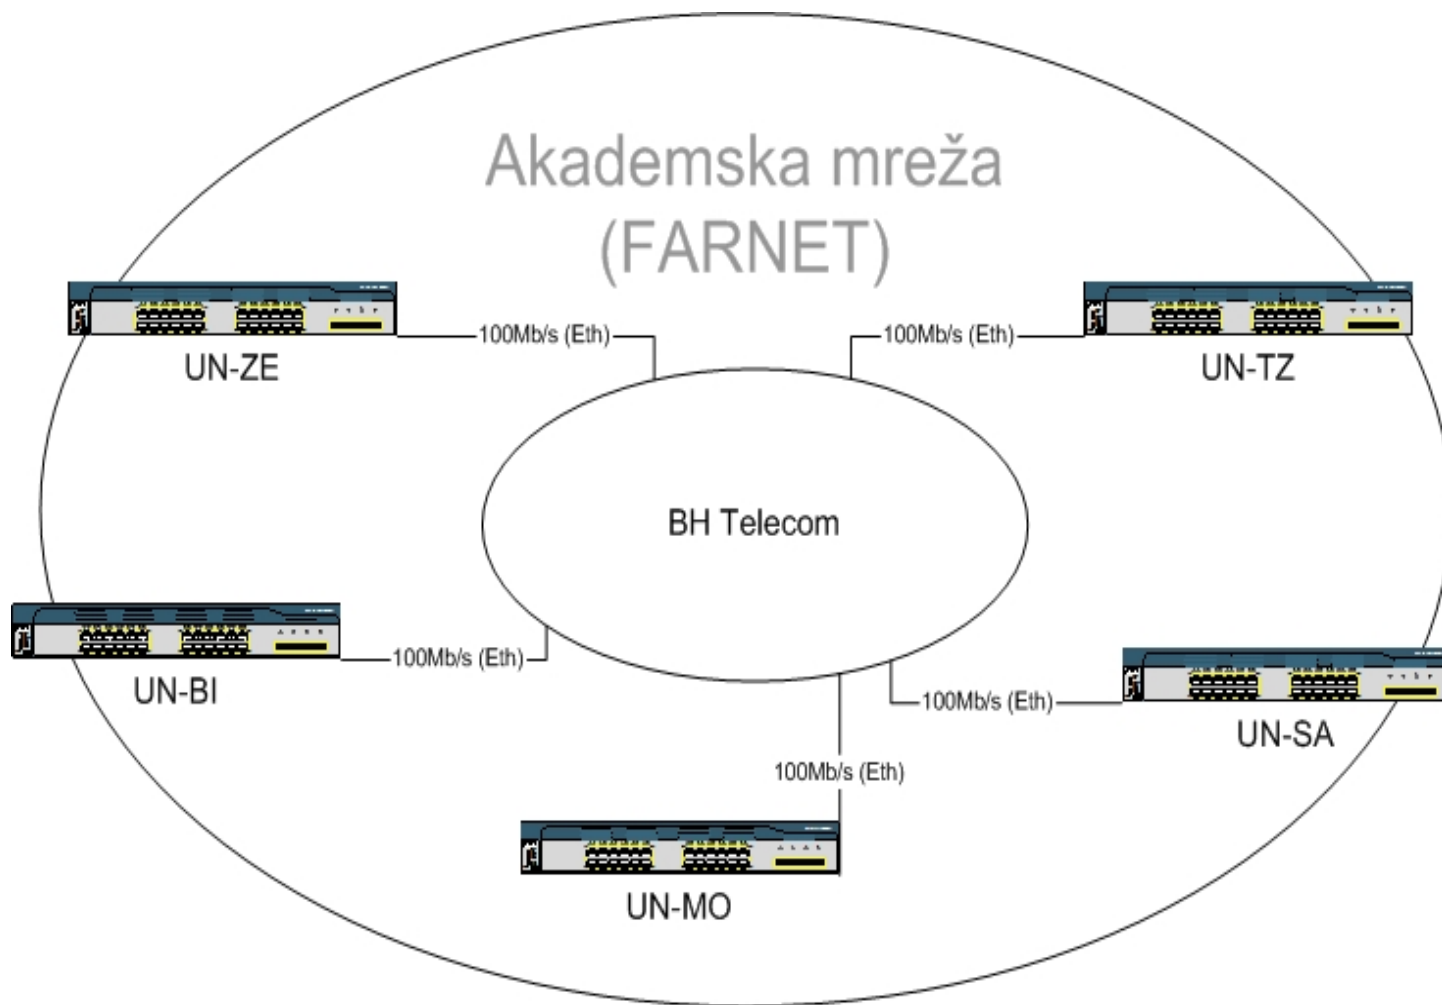 Akademska mreža
(FARNET)
100Mb/s (Eth)
100Mb/s (Eth)
UN-ZE
UN-TZ
BH Telecom
100Mb/s (Eth)
UN-BI
100Mb/s (Eth)
UN-SA
100Mb/s (Eth)
UN-MO